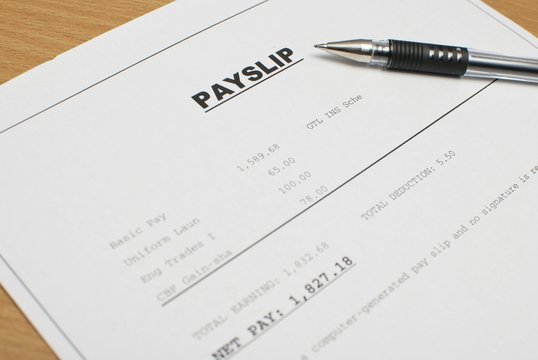 PAYSLIP
Basic Pay 1,589.68 GTL INS Sche
Uniform Laun 65.00
Eng Trades I 100.00
CBF Gain-sha 78.00
TOTAL EARNING: 1,832.68 TOTAL DEDUCTION: 5.50
NET PAY: 1,827.18
a computer-generated pay slip and no signature is re